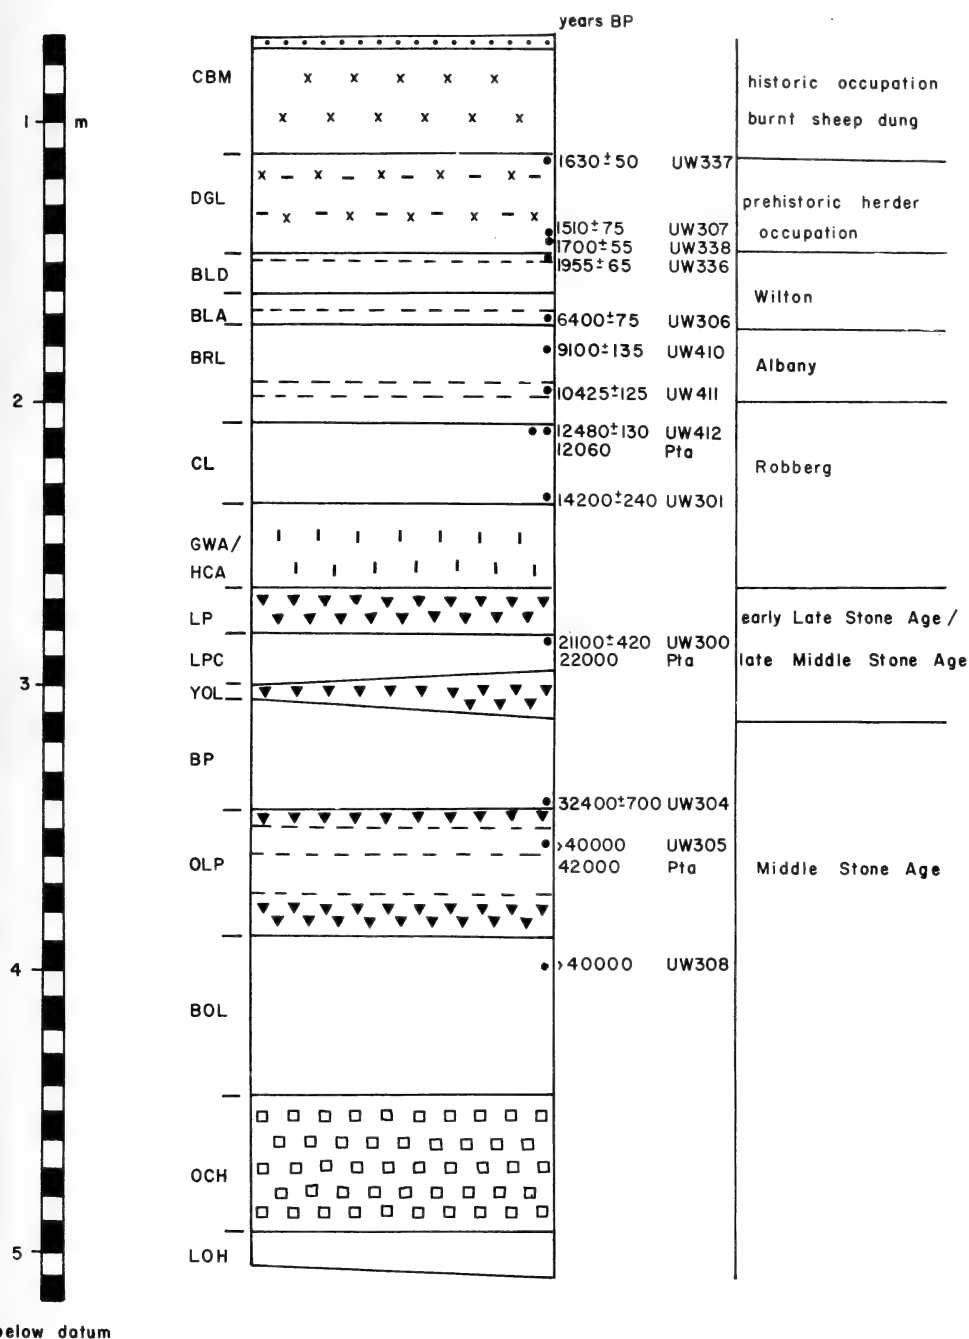 years BP
CBM
historic occupation
1 m
burnt sheep dung
1630±50 UW337
DGL
prehistoric herder
1510±75 UW307
occupation
1700±55 UW338
1955±65 UW336
BLD
Wilton
BLA
6400±75 UW306
BRL
9100±135 UW410
Albany
10425±125 UW411
2
12480±130 UW412
12060 Pta
CL
Robberg
14200±240 UW301
GWA/
HCA
LP
early Late Stone Age /
21100±420 UW300
LPC
22000 Pta
late Middle Stone Age
3
YOL
BP
32400±700 UW304
>40000 UW305
OLP
42000 Pta
Middle Stone Age
4
>40000 UW308
BOL
OCH
5
LOH
below datum